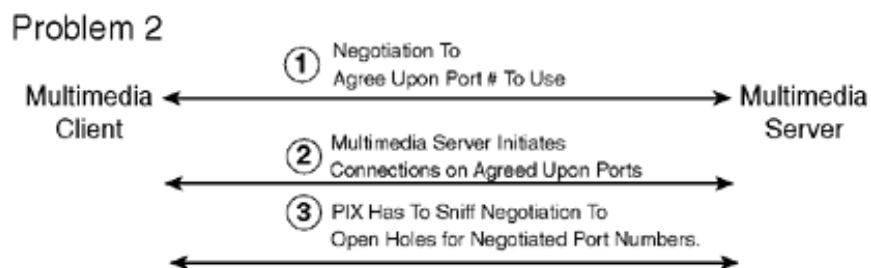 Problem 2
1 Negotiation To
Agree Upon Port # To Use
Multimedia
Client
Multimedia
Server
2 Multimedia Server Initiates
Connections on Agreed Upon Ports
3 PIX Has To Sniff Negotiation To
Open Holes for Negotiated Port Numbers.